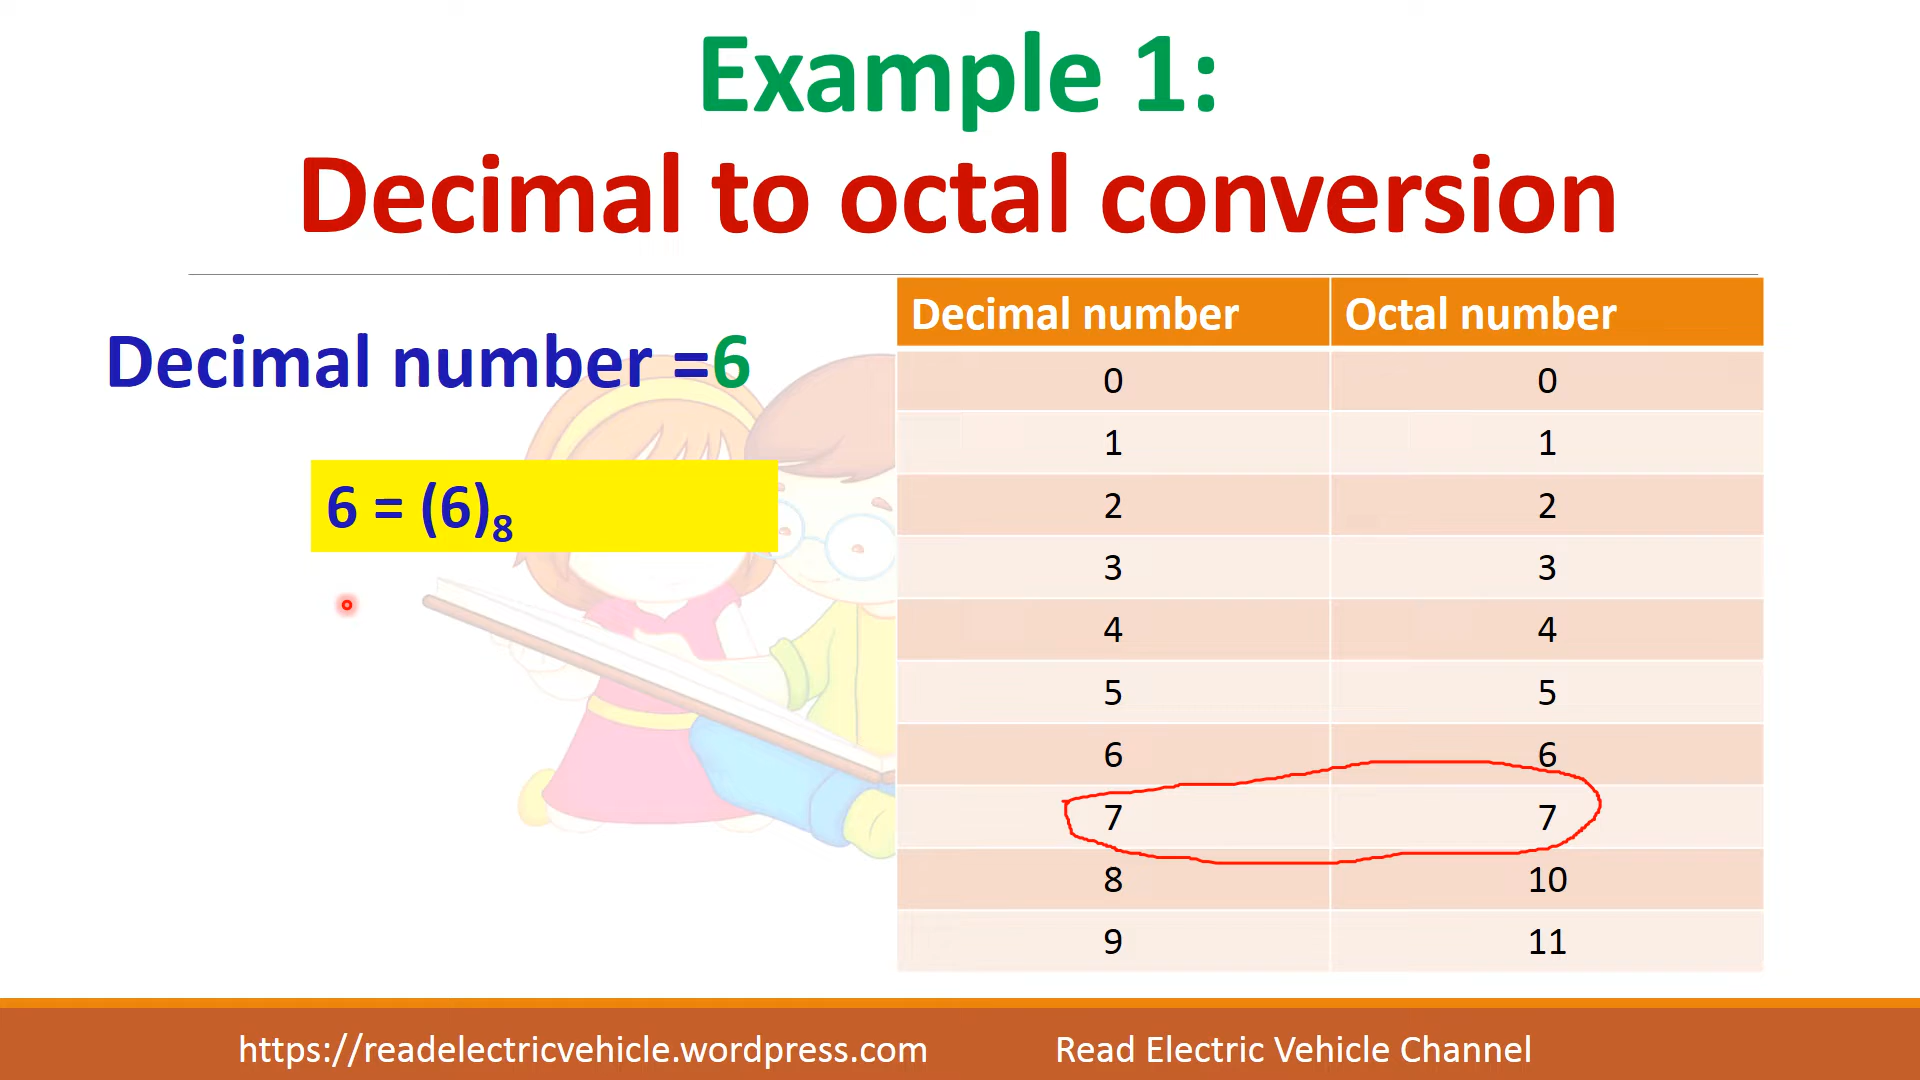 Example 1:
Decimal to octal conversion
Decimal number =6
6 = (6)8
Decimal number Octal number
0 0
1 1
2 2
3 3
4 4
5 5
6 6
7 7
8 10
9 11
https://readelectricvehicle.wordpress.com Read Electric Vehicle Channel